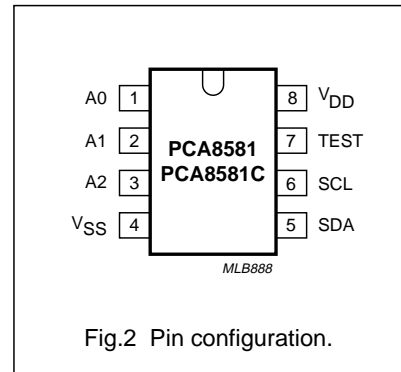 A0 1 8 VDD
A1 2 PCA8581 7 TEST
A2 3 PCA8581C 6 SCL
VSS 4 5 SDA
MLB888
Fig.2 Pin configuration.